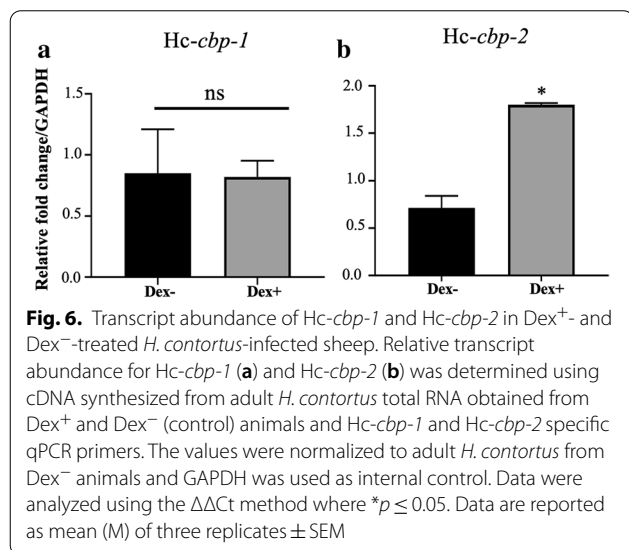 Hc-cbp-1
Hc-cbp-2
a
b
ns
*
Relative fold change/GAPDH
1.5
1.0
0.5
0.0
Dex-
Dex+
2.0
1.5
1.0
0.5
0.0
Dex-
Dex+
Fig. 6. Transcript abundance of Hc-cbp-1 and Hc-cbp-2 in Dex⁺- and
Dex⁻-treated H. contortus-infected sheep. Relative transcript
abundance for Hc-cbp-1 (a) and Hc-cbp-2 (b) was determined using
cDNA synthesized from adult H. contortus total RNA obtained from
Dex⁺ and Dex⁻ (control) animals and Hc-cbp-1 and Hc-cbp-2 specific
qPCR primers. The values were normalized to adult H. contortus from
Dex⁻ animals and GAPDH was used as internal control. Data were
analyzed using the ΔΔCt method where *p ≤ 0.05. Data are reported
as mean (M) of three replicates ± SEM